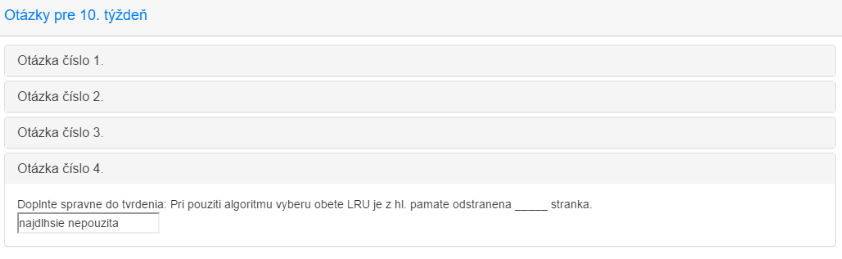 Otázky pre 10. týždeň
Otázka číslo 1.
Otázka číslo 2.
Otázka číslo 3.
Otázka číslo 4.
Doplnte spravne do tvrdenia: Pri pouziti algoritmu vyberu obete LRU je z hl. pamate odstranena _____ stranka.
najdlhsie nepouzita